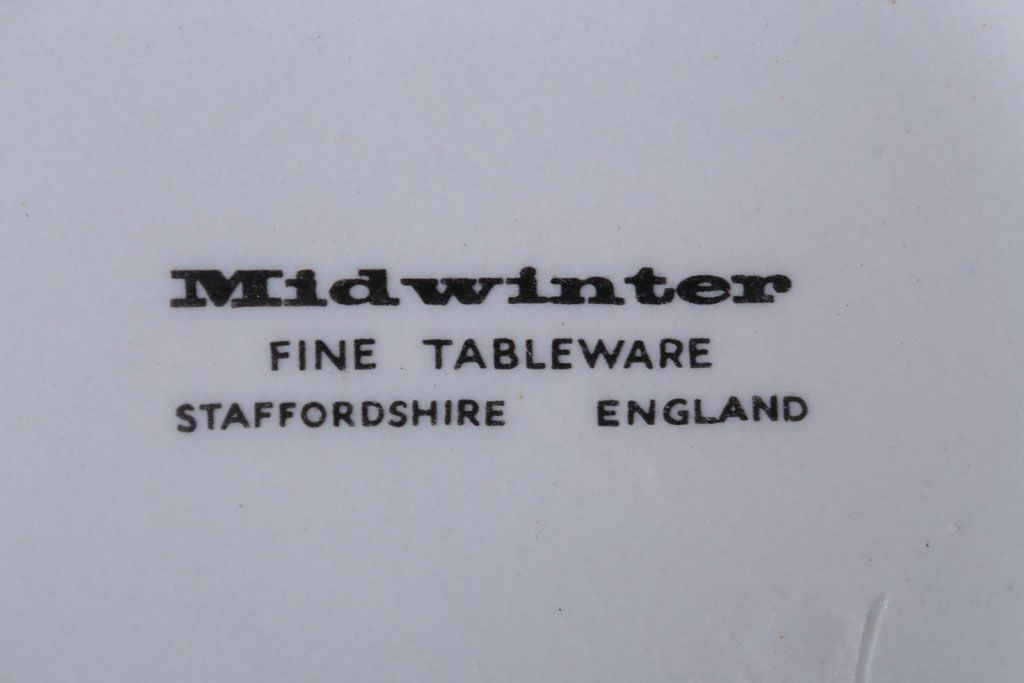 Midwinter
FINE TABLEWARE
STAFFORDSHIRE ENGLAND